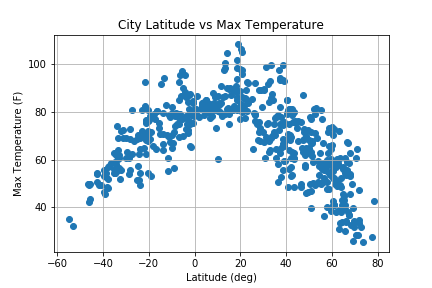 City Latitude vs Max Temperature
100
80
60
40
Max Temperature (F)
−60 −40 −20 0 20 40 60 80
Latitude (deg)